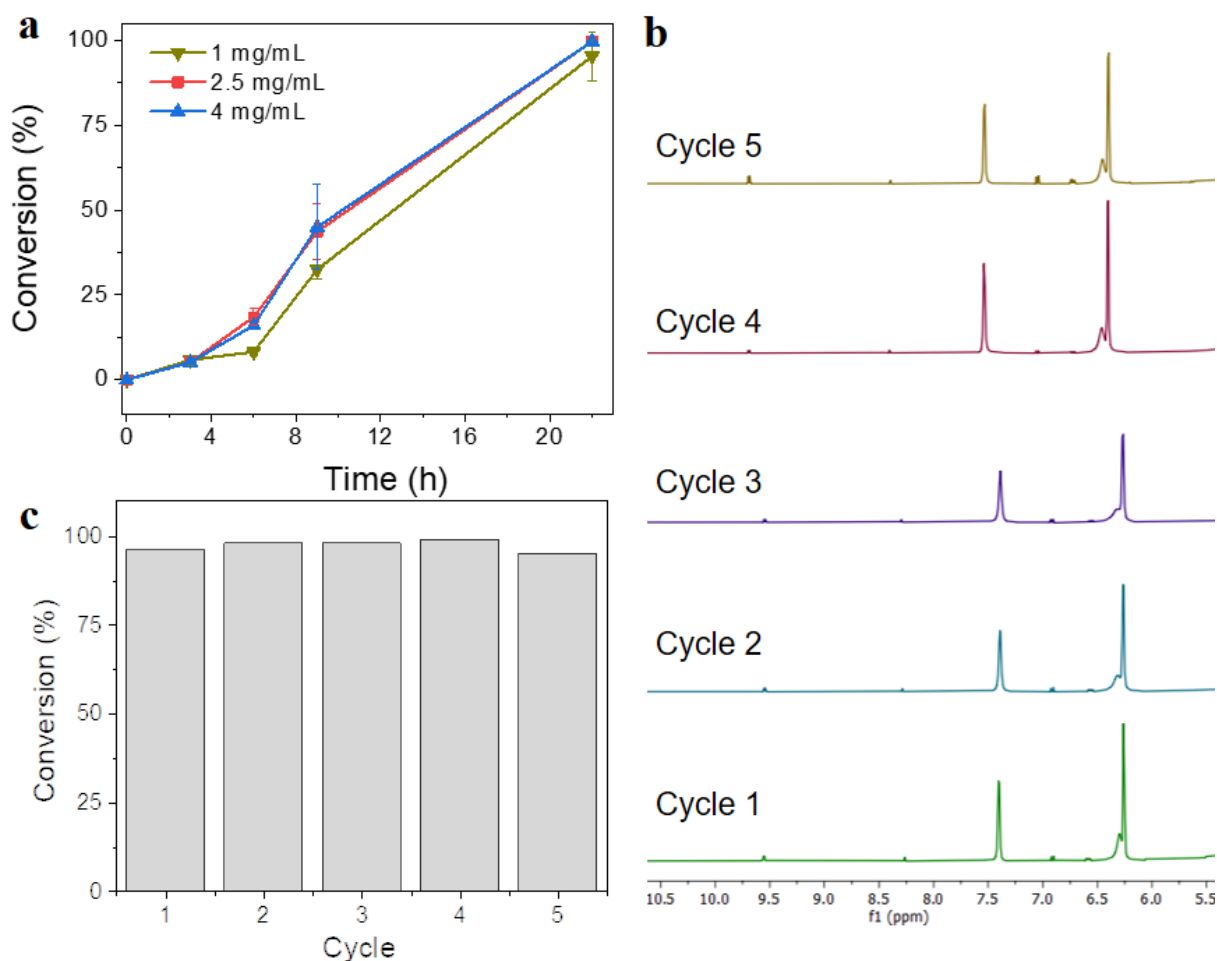 a
100
75
50
25
0
Conversion (%)
1 mg/mL
2.5 mg/mL
4 mg/mL
0 4 8 12 16 20
Time (h)
b
Cycle 5
Cycle 4
Cycle 3
Cycle 2
Cycle 1
10.5 10.0 9.5 9.0 8.5 8.0 7.5 7.0 6.5 6.0 5.5
f1 (ppm)
c
100
75
50
25
0
Conversion (%)
1 2 3 4 5
Cycle